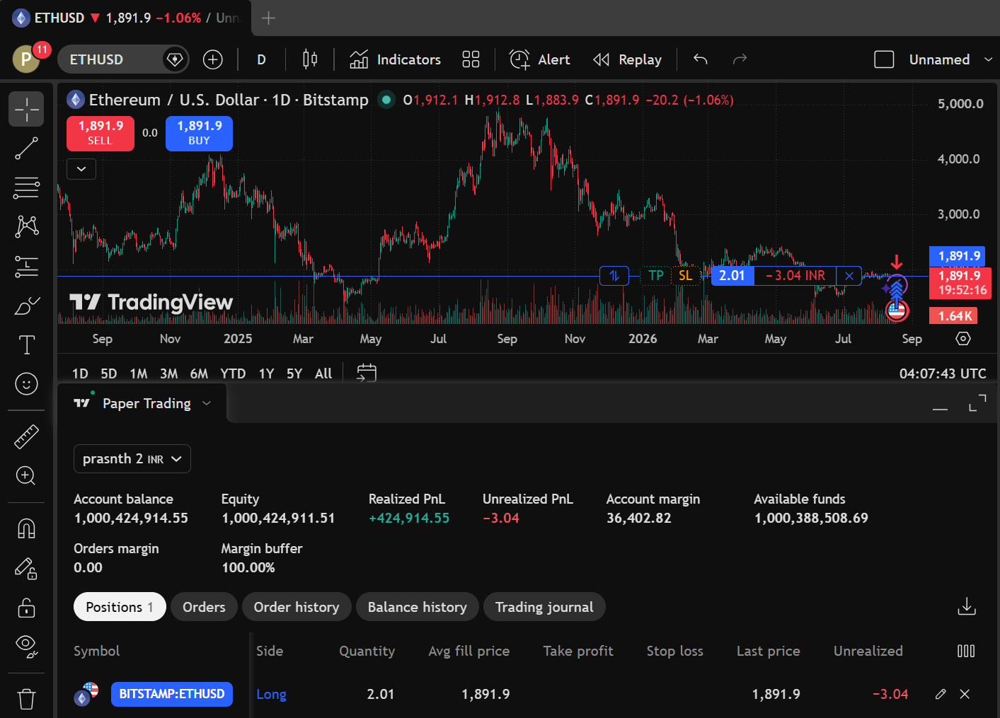 ETHUSD ▼ 1,891.9 −1.06% / Unn
P 11 ETHUSD D Indicators Alert Replay Unnamed
Ethereum / U.S. Dollar · 1D · Bitstamp O1,912.1 H1,912.8 L1,883.9 C1,891.9 −20.2 (−1.06%)
1,891.9 SELL 0.0 1,891.9 BUY
5,000.0
4,000.0
3,000.0
1,891.9
TP SL 2.01 −3.04 INR
1,891.9
19:52:16
1.64 K
TradingView
Sep Nov 2025 Mar May Jul Sep Nov 2026 Mar May Jul Sep
1D 5D 1M 3M 6M YTD 1Y 5Y All 04:07:43 UTC
Paper Trading
prasnth 2 INR
Account balance Equity Realized PnL Unrealized PnL Account margin Available funds
1,000,424,914.55 1,000,424,911.51 +424,914.55 −3.04 36,402.82 1,000,388,508.69
Orders margin Margin buffer
0.00 100.00%
Positions 1 Orders Order history Balance history Trading journal
Symbol Side Quantity Avg fill price Take profit Stop loss Last price Unrealized
BITSTAMP:ETHUSD Long 2.01 1,891.9 1,891.9 −3.04